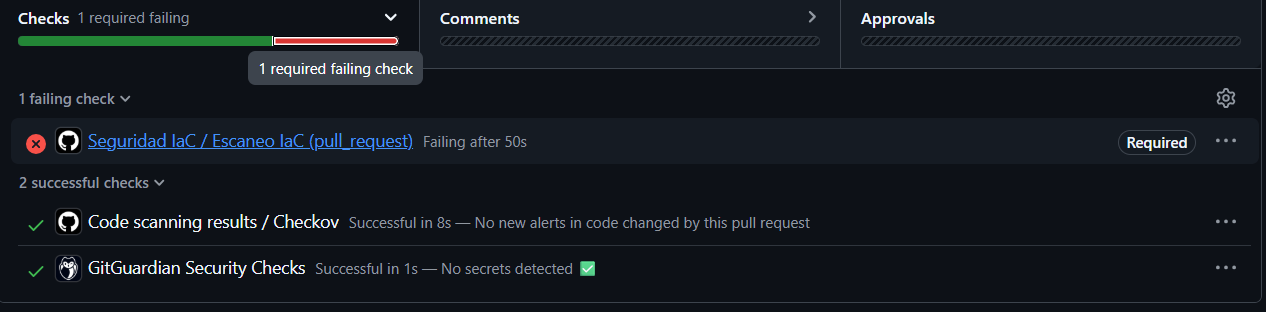 Checks 1 required failing
Comments
Approvals
1 required failing check
1 failing check
Seguridad IaC / Escaneo IaC (pull_request) Failing after 50s Required
2 successful checks
Code scanning results / Checkov Successful in 8s — No new alerts in code changed by this pull request
GitGuardian Security Checks Successful in 1s — No secrets detected ✅